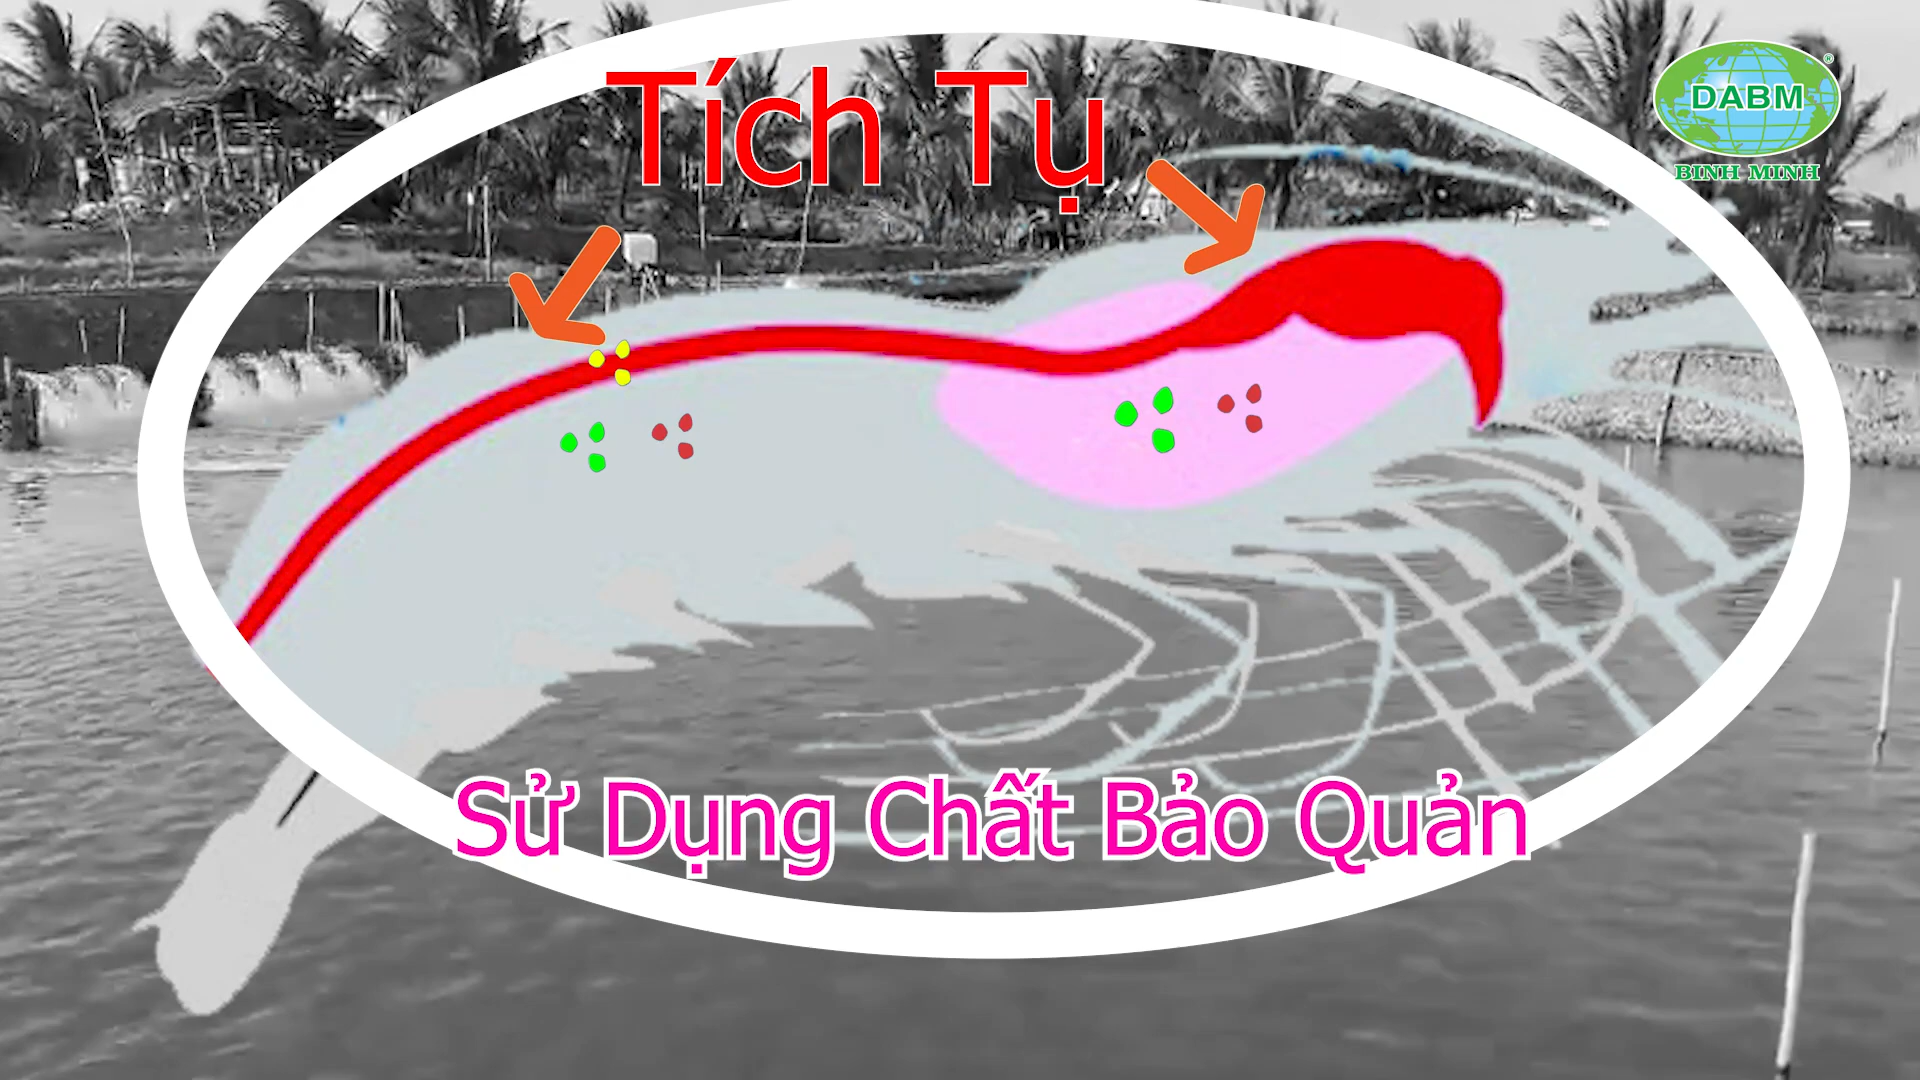 Tích Tụ
DABM
®
BINH MINH
Sử Dụng Chất Bảo Quản